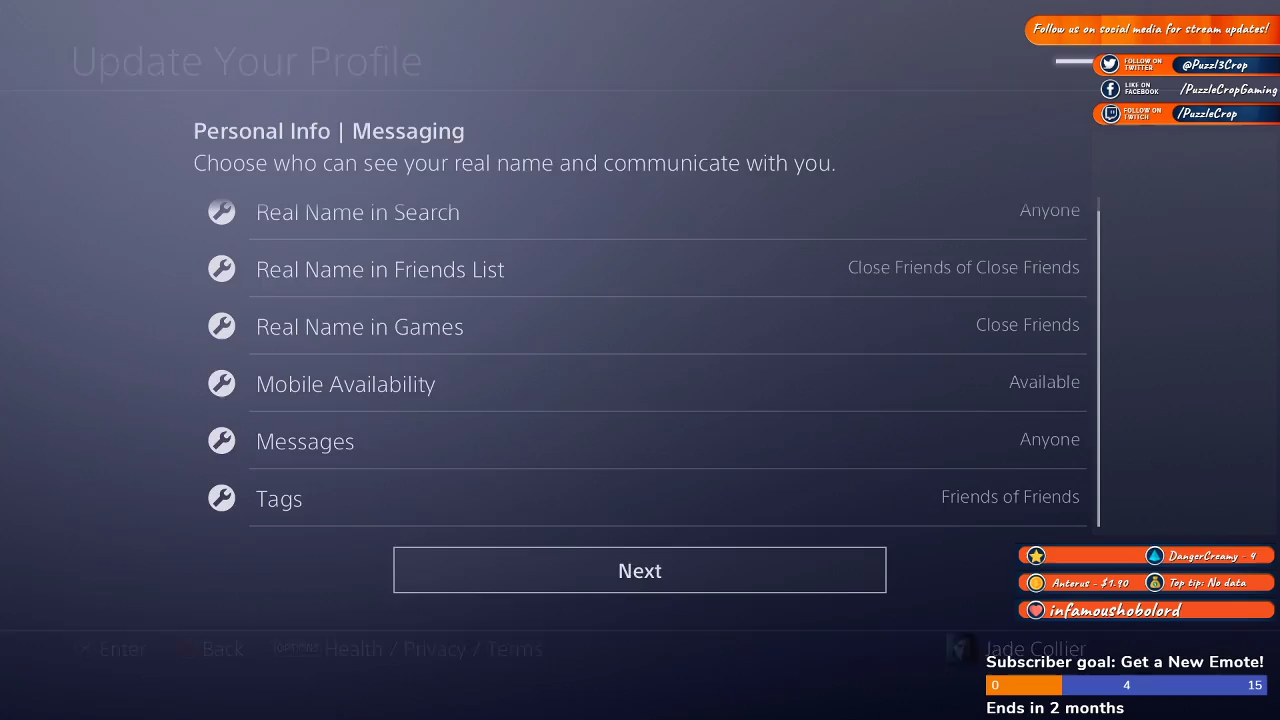 Update Your Profile
Follow us on social media for stream updates!
FOLLOW ON TWITTER @Puzzl3Crop
LIKE ON FACEBOOK /PuzzleCropGaming
FOLLOW ON TWITCH /PuzzleCrop
Personal Info | Messaging
Choose who can see your real name and communicate with you.
Real Name in Search Anyone
Real Name in Friends List Close Friends of Close Friends
Real Name in Games Close Friends
Mobile Availability Available
Messages Anyone
Tags Friends of Friends
Next
DangerCreamy - 4
Anterus - $1.90 Top tip: No data
infamoushobolord
Enter Back OPTIONS Health / Privacy / Terms Jade Collier
Subscriber goal: Get a New Emote!
0 4 15
Ends in 2 months